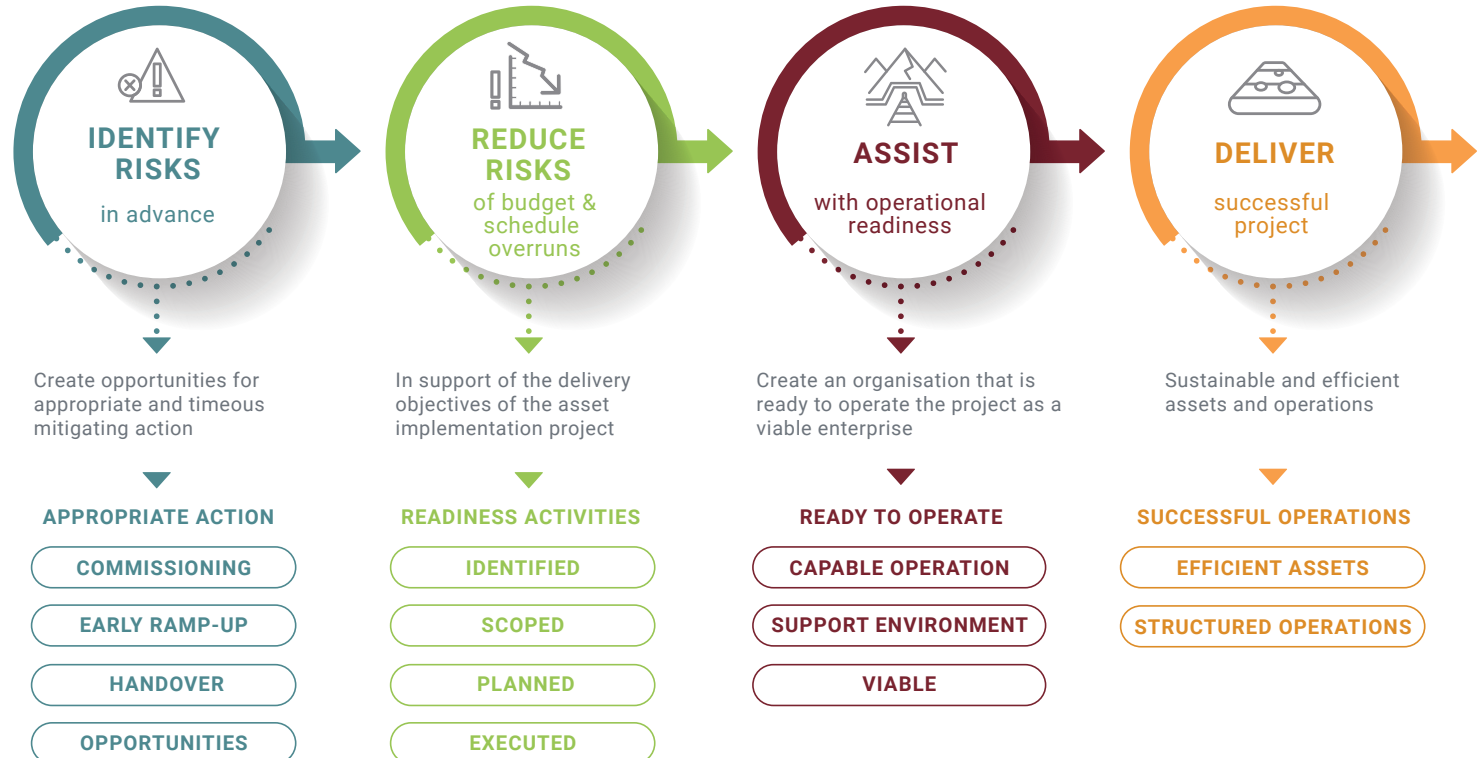 IDENTIFY
RISKS
in advance
Create opportunities for
appropriate and timeous
mitigating action
APPROPRIATE ACTION
COMMISSIONING
EARLY RAMP-UP
HANDOVER
OPPORTUNITIES
REDUCE
RISKS
of budget &
schedule
overruns
In support of the delivery
objectives of the asset
implementation project
READINESS ACTIVITIES
IDENTIFIED
SCOPED
PLANNED
EXECUTED
ASSIST
with operational
readiness
Create an organisation that is
ready to operate the project as a
viable enterprise
READY TO OPERATE
CAPABLE OPERATION
SUPPORT ENVIRONMENT
VIABLE
DELIVER
successful
project
Sustainable and efficient
assets and operations
SUCCESSFUL OPERATIONS
EFFICIENT ASSETS
STRUCTURED OPERATIONS